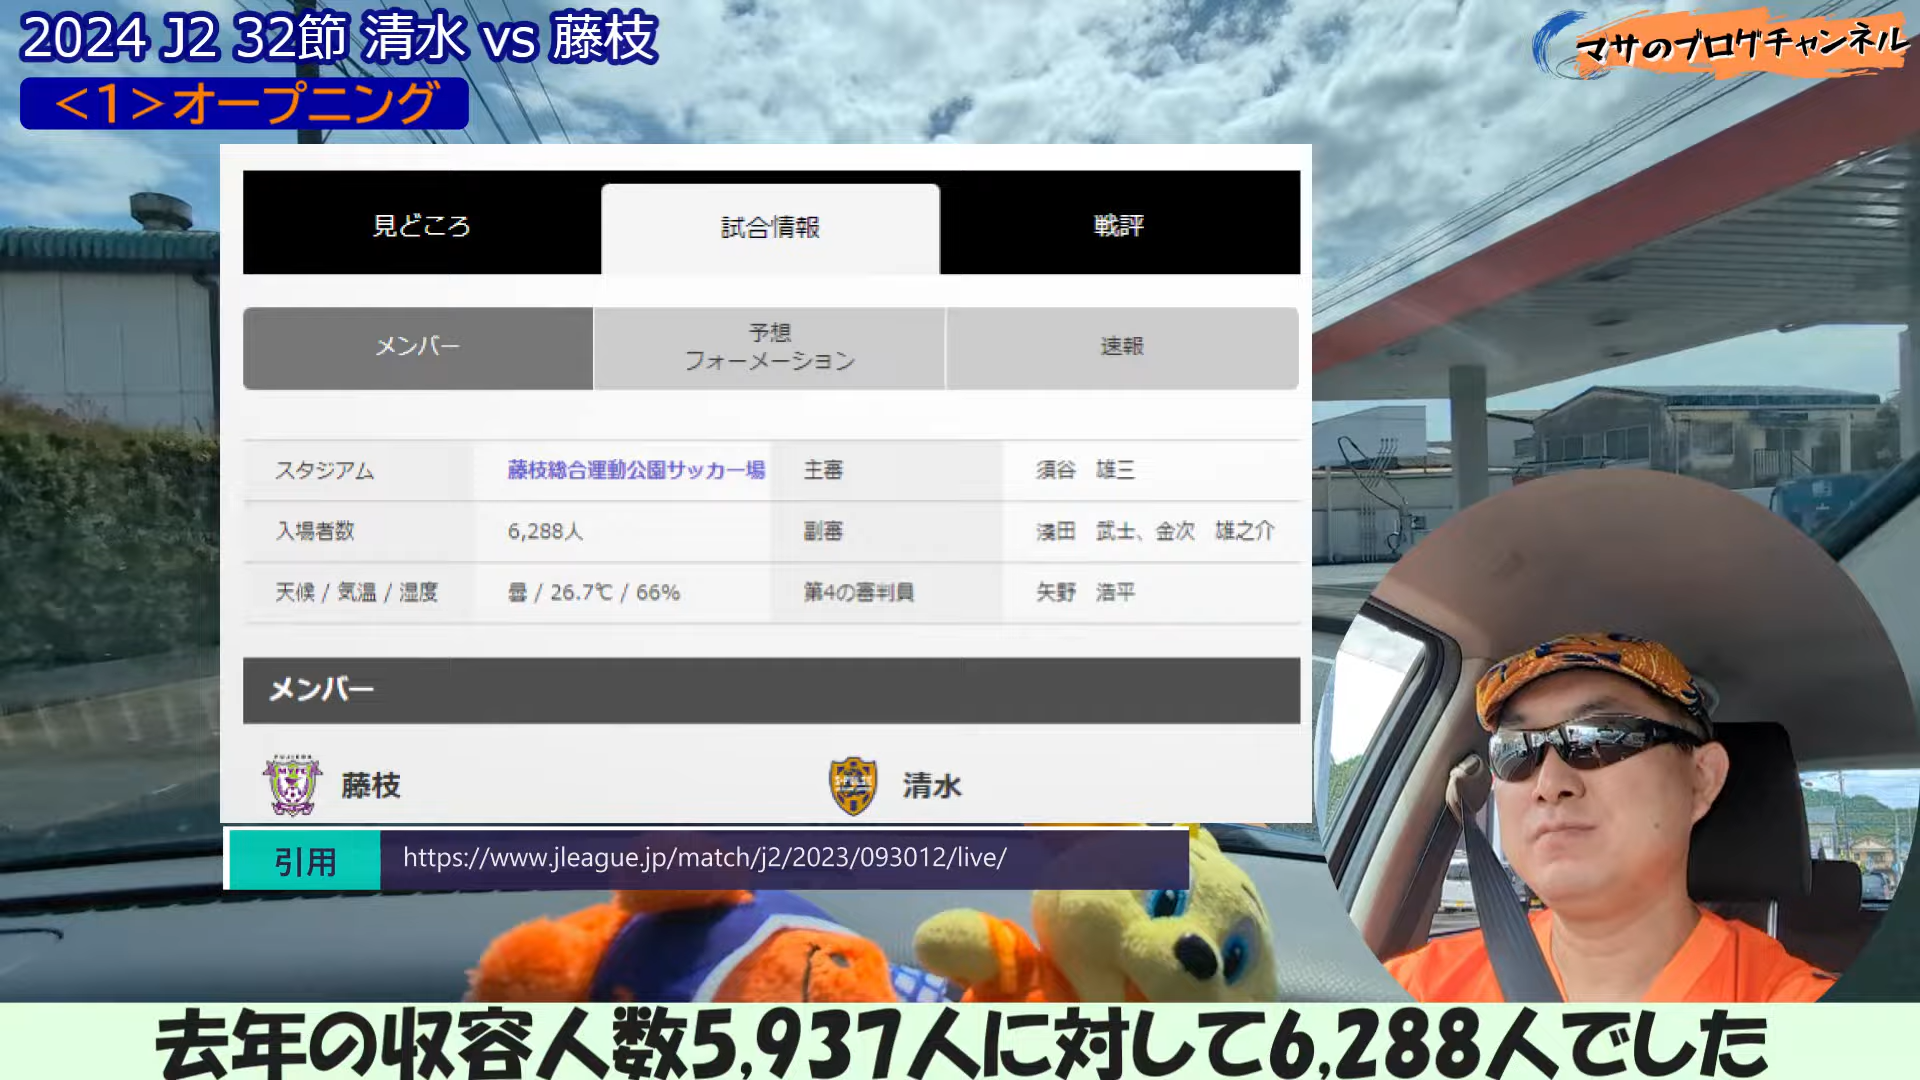 2024 J2 32節 清水 vs 藤枝
マサのブログチャンネル
<1>オープニング
見どころ
試合情報
戦評
メンバー
予想
フォーメーション
速報
スタジアム 藤枝総合運動公園サッカー場 主審 須谷 雄三
入場者数 6,288人 副審 淺田 武士、金次 雄之介
天候 / 気温 / 湿度 曇 / 26.7℃ / 66% 第4の審判員 矢野 浩平
メンバー
藤枝
清水
引用 https://www.jleague.jp/match/j2/2023/093012/live/
去年の収容人数5,937人に対して6,288人でした